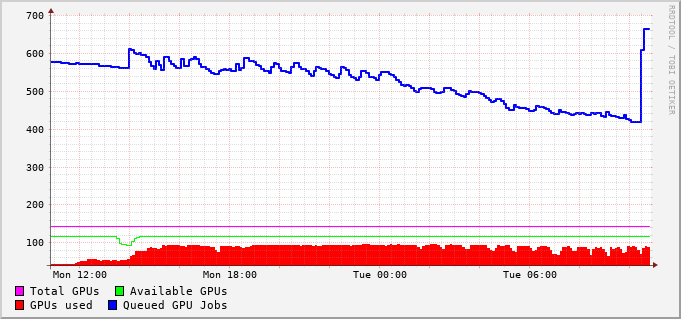 700
600
500
400
300
200
100
Mon 12:00 Mon 18:00 Tue 00:00 Tue 06:00
Total GPUs Available GPUs
GPUs used Queued GPU Jobs
RRDTOOL / TOBI OETIKER